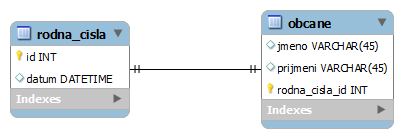 rodna_cisla
id INT
datum DATETIME
Indexes
obcane
jmeno VARCHAR(45)
prijmeni VARCHAR(45)
rodna_cisla_id INT
Indexes